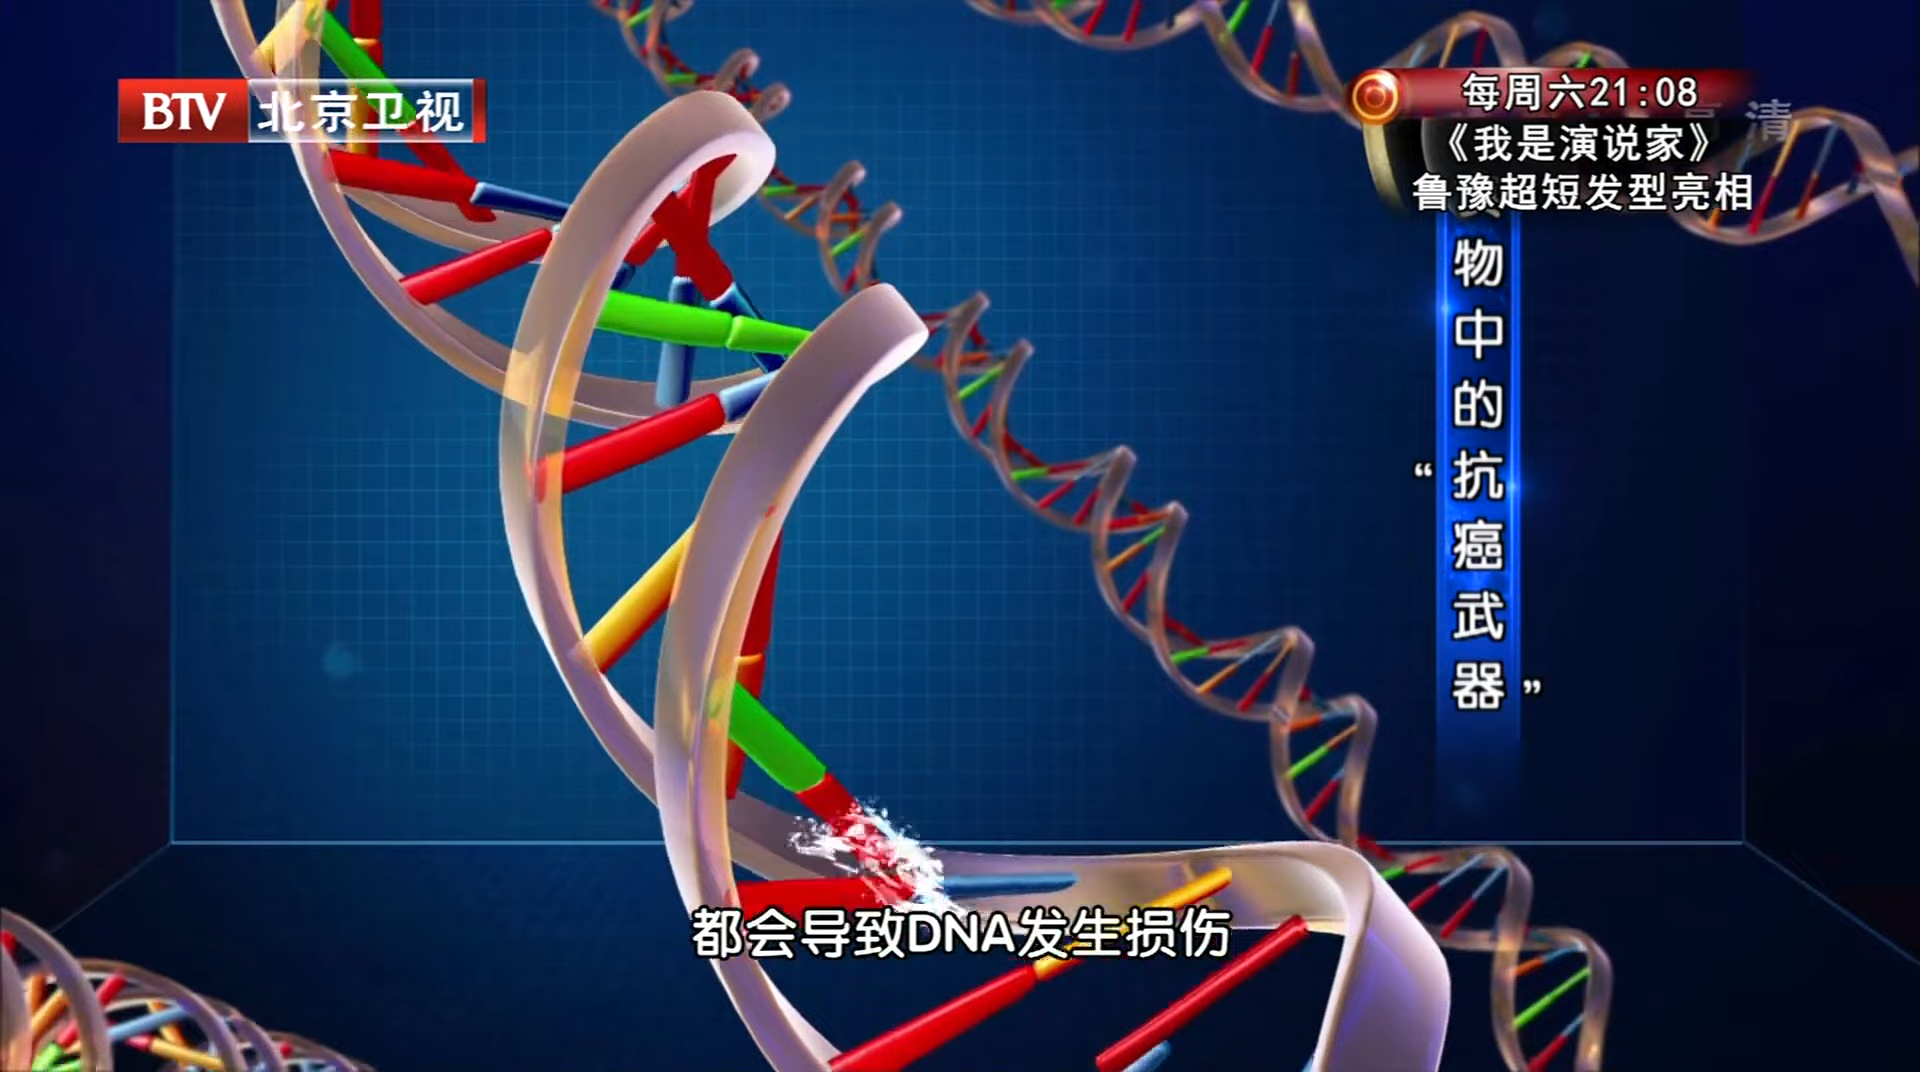 BTV 北京卫视
每周六21:08
高清
《我是演说家》
鲁豫超短发型亮相
物中的
“抗癌武器”
都会导致DNA发生损伤